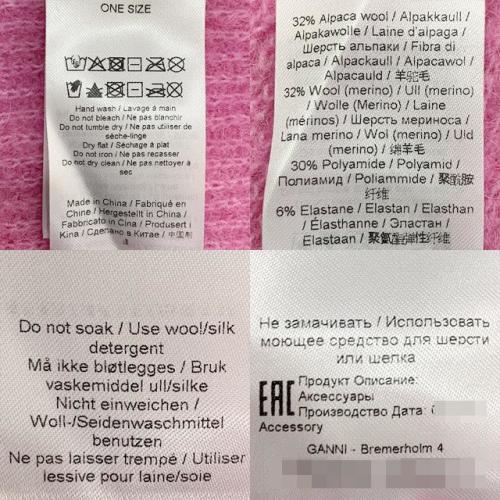 ONE SIZE
Hand wash / Lavage à main
Do not bleach / Ne pas blanchir
Do not tumble dry / Ne pas utiliser de
sèche-linge
Dry flat / Séchage à plat
Do not iron / Ne pas repasser
Do not dry clean / Ne pas nettoyer à
sec
Made in China / Fabriqué en
Chine / Hergestellt in China /
Fabbricato in Cina / Produsert i
Kina / Сделано в Китае / 中国制
造
32% Alpaca wool / Alpakkaull /
Alpakawolle / Laine d'alpaga /
Шерсть альпаки / Fibra di
alpaca / Alpackaull / Alpacawol /
Alpacauld / 羊驼毛
32% Wool (merino) / Ull (merino)
/ Wolle (Merino) / Laine
(mérinos) / Шерсть мериноса /
Lana merino / Wol (merino) / Uld
(merino) / 绵羊毛
30% Polyamide / Polyamid /
Полиамид / Poliammide / 聚酰胺
纤维
6% Elastane / Elastan / Elasthan
/ Élasthanne / Эластан /
Elastaan / 聚氨酯弹性纤维
Do not soak / Use wool/silk
detergent
Må ikke bløtlegges / Bruk
vaskemiddel ull/silke
Nicht einweichen /
Woll-/Seidenwaschmittel
benutzen
Ne pas laisser trempé / Utiliser
lessive pour laine/soie
Не замачивать / Использовать
моющее средство для шерсти
или шелка
EAC
Продукт Описание:
Аксессуары
Производство Дата:
Accessory
GANNI - Bremerholm 4